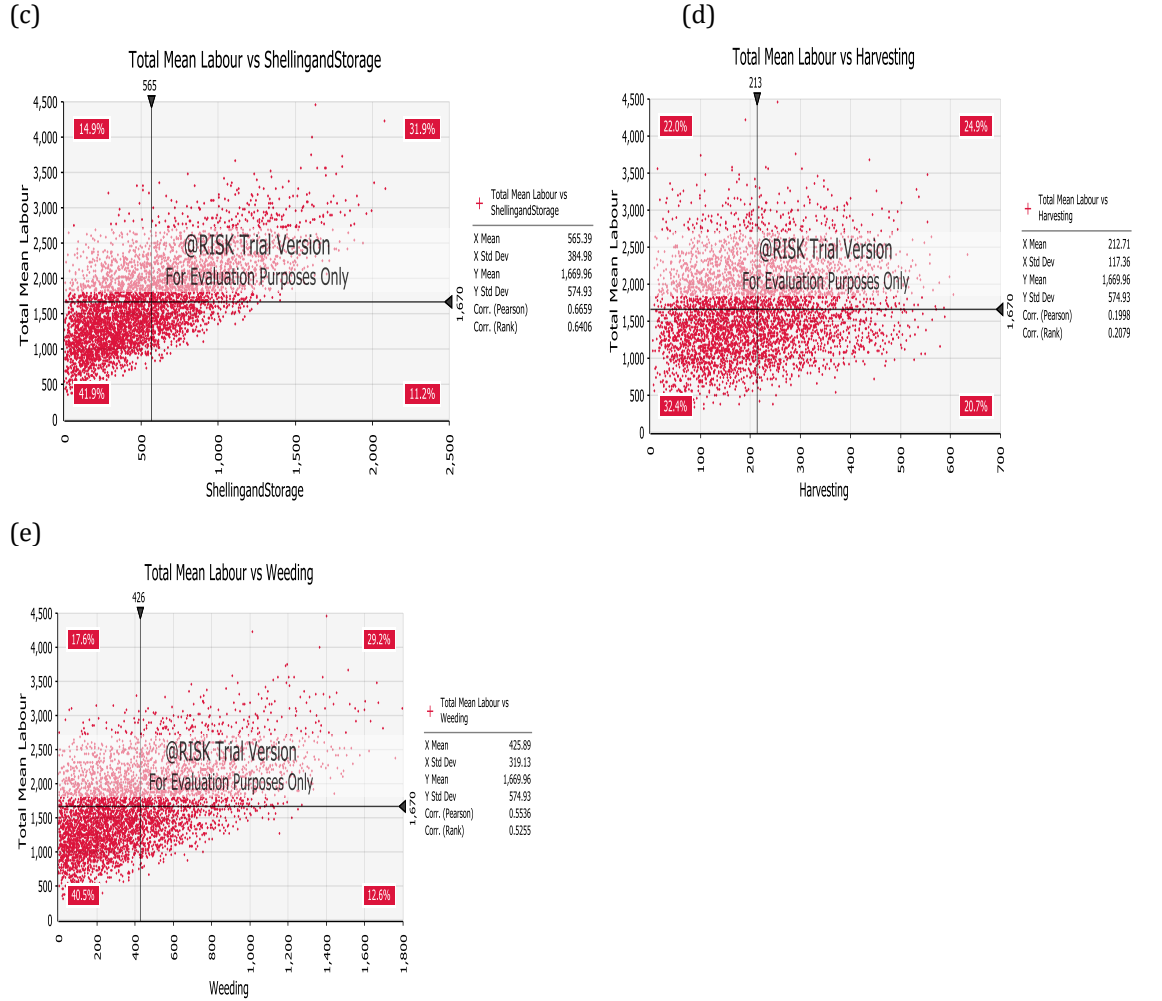 (c)
Total Mean Labour vs ShellingandStorage
565
4,500
4,000
3,500
3,000
2,500
2,000
1,500
1,000
500
0
Total Mean Labour
14.9%
31.9%
41.9%
11.2%
@RISK Trial Version
For Evaluation Purposes Only
1,670
0
500
1,000
1,500
2,000
2,500
ShellingandStorage
Total Mean Labour vs
ShellingandStorage
X Mean 565.39
X Std Dev 384.98
Y Mean 1,669.96
Y Std Dev 574.93
Corr. (Pearson) 0.6659
Corr. (Rank) 0.6406
(d)
Total Mean Labour vs Harvesting
213
4,500
4,000
3,500
3,000
2,500
2,000
1,500
1,000
500
0
Total Mean Labour
22.0%
24.9%
32.4%
20.7%
@RISK Trial Version
For Evaluation Purposes Only
1,670
0
100
200
300
400
500
600
700
Harvesting
Total Mean Labour vs
Harvesting
X Mean 212.71
X Std Dev 117.36
Y Mean 1,669.96
Y Std Dev 574.93
Corr. (Pearson) 0.1998
Corr. (Rank) 0.2079
(e)
Total Mean Labour vs Weeding
426
4,500
4,000
3,500
3,000
2,500
2,000
1,500
1,000
500
0
Total Mean Labour
17.6%
29.2%
40.5%
12.6%
@RISK Trial Version
For Evaluation Purposes Only
1,670
0
200
400
600
800
1,000
1,200
1,400
1,600
1,800
Weeding
Total Mean Labour vs
Weeding
X Mean 425.89
X Std Dev 319.13
Y Mean 1,669.96
Y Std Dev 574.93
Corr. (Pearson) 0.5536
Corr. (Rank) 0.5255